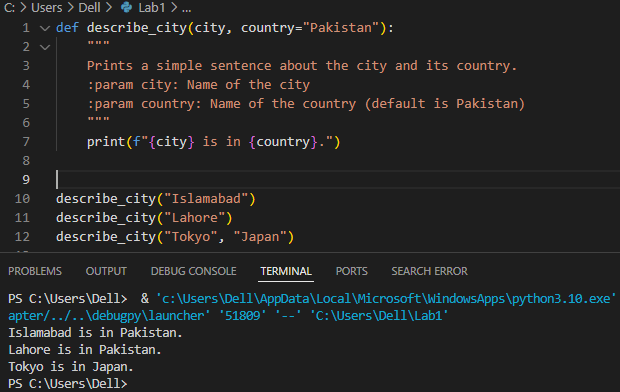 C: > Users > Dell > Lab1 > ...
1 def describe_city(city, country="Pakistan"):
2     """
3     Prints a simple sentence about the city and its country.
4     :param city: Name of the city
5     :param country: Name of the country (default is Pakistan)
6     """
7     print(f"{city} is in {country}.")
8
9
10 describe_city("Islamabad")
11 describe_city("Lahore")
12 describe_city("Tokyo", "Japan")
PROBLEMS OUTPUT DEBUG CONSOLE TERMINAL PORTS SEARCH ERROR
PS C:\Users\Dell>  & 'c:\Users\Dell\AppData\Local\Microsoft\WindowsApps\python3.10.exe'
apter/../..\debugpy\launcher' '51809' '--' 'C:\Users\Dell\Lab1'
Islamabad is in Pakistan.
Lahore is in Pakistan.
Tokyo is in Japan.
PS C:\Users\Dell>